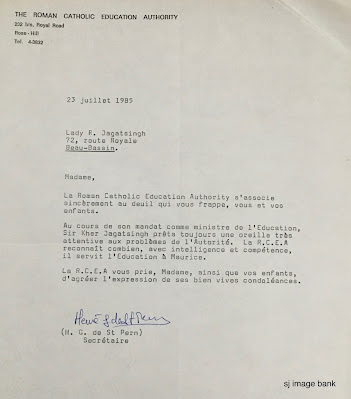 THE ROMAN CATHOLIC EDUCATION AUTHORITY
232 bis, Royal Road
Rose-Hill
Tel. 4-3832
23 juillet 1985
Lady R. Jagatsingh
72, route Royale
Beau-Bassin.
Madame,
La Roman Catholic Education Authority s'associe
sincèrement au deuil qui vous frappe, vous et vos
enfants.
Au cours de son mandat comme ministre de l'Education,
Sir Kher Jagatsingh prêta toujours une oreille très
attentive aux problèmes de l'Autorité. La R.C.E.A
reconnaît combien, avec intelligence et compétence,
il servit l'Education à Maurice.
La R.C.E.A vous prie, Madame, ainsi que vos enfants,
d'agréer l'expression de ses bien vives condoléances.
(H. G. de St Pern)
Secrétaire
sj image bank